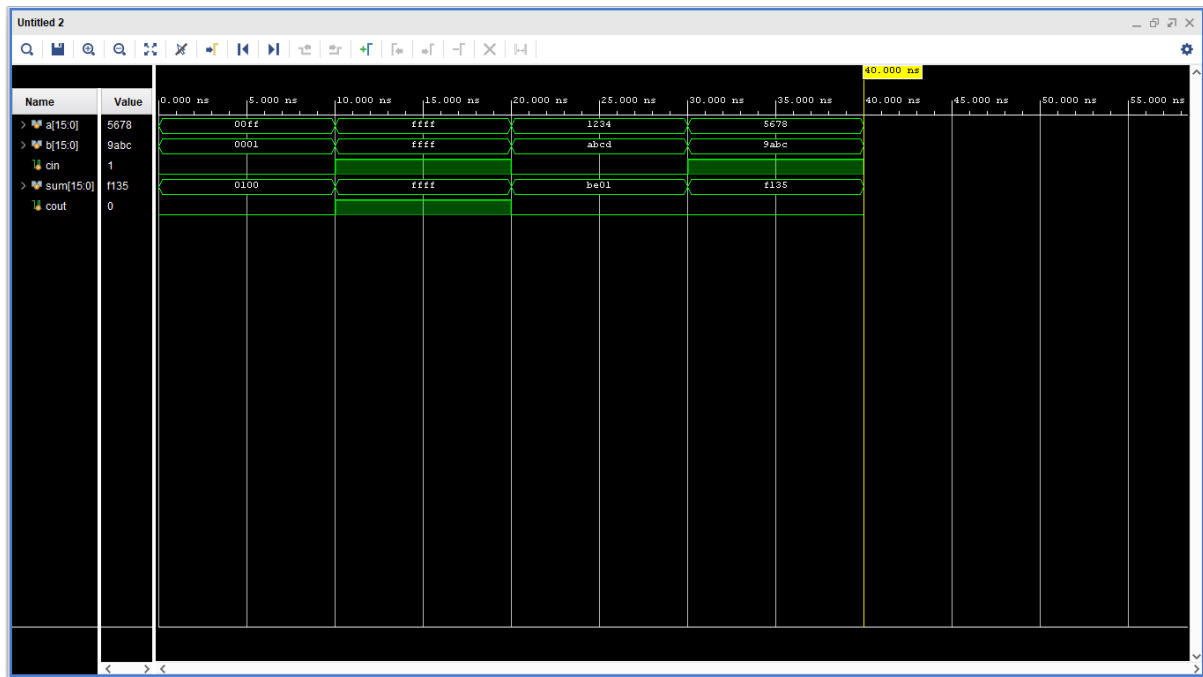 Untitled 2
40.000 ns
Name Value 0.000 ns 5.000 ns 10.000 ns 15.000 ns 20.000 ns 25.000 ns 30.000 ns 35.000 ns 40.000 ns 45.000 ns 50.000 ns 55.000 ns
a[15:0] 5678 00ff ffff 1234 5678
b[15:0] 9abc 0001 ffff abcd 9abc
cin 1
sum[15:0] f135 0100 ffff be01 f135
cout 0